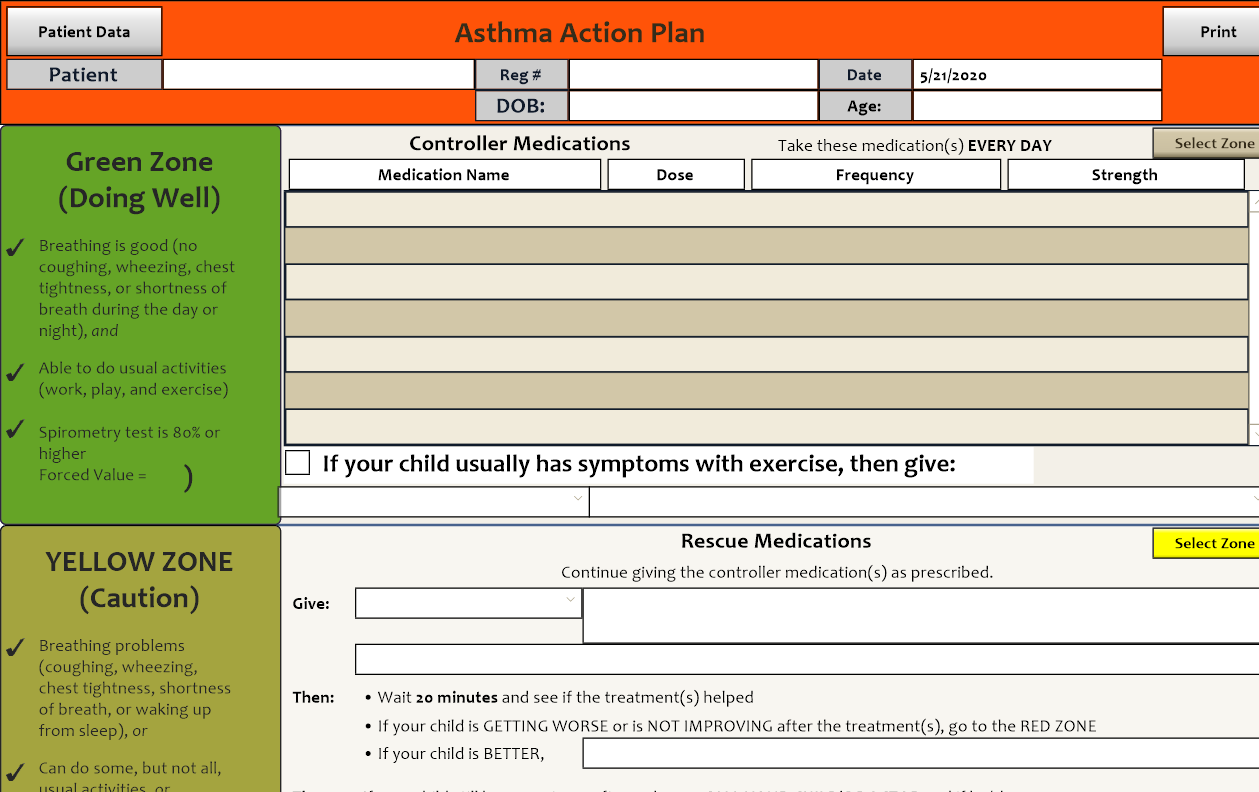 Patient Data
Asthma Action Plan
Print
Patient
Reg #
Date
5/21/2020
DOB:
Age:
Green Zone
(Doing Well)
✓ Breathing is good (no
coughing, wheezing, chest
tightness, or shortness of
breath during the day or
night), and
✓ Able to do usual activities
(work, play, and exercise)
✓ Spirometry test is 80% or
higher
Forced Value = )
Controller Medications
Take these medication(s) EVERY DAY
Select Zone
Medication Name
Dose
Frequency
Strength
If your child usually has symptoms with exercise, then give:
YELLOW ZONE
(Caution)
✓ Breathing problems
(coughing, wheezing,
chest tightness, shortness
of breath, or waking up
from sleep), or
✓ Can do some, but not all,
usual activities, or
Rescue Medications
Select Zone
Continue giving the controller medication(s) as prescribed.
Give:
Then:
• Wait 20 minutes and see if the treatment(s) helped
• If your child is GETTING WORSE or is NOT IMPROVING after the treatment(s), go to the RED ZONE
• If your child is BETTER,